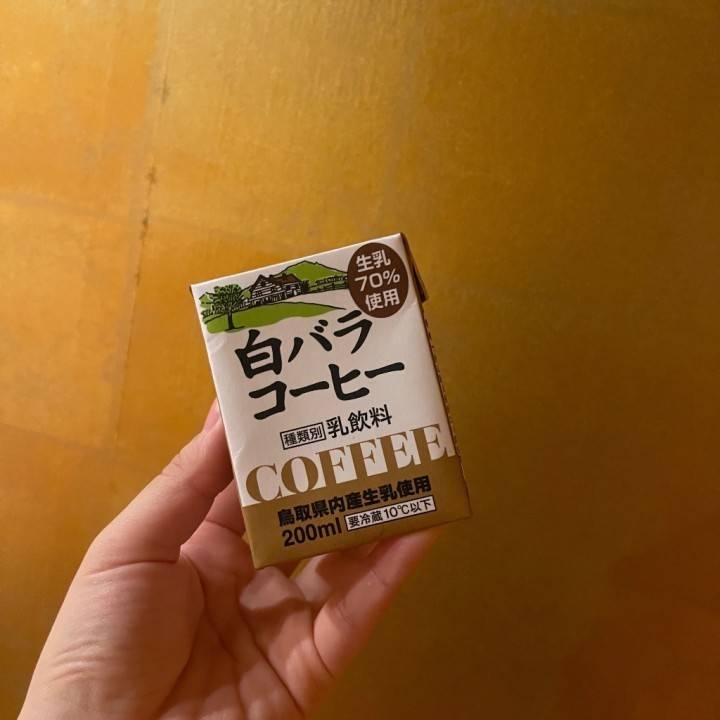 生乳
70%
使用
白バラ
コーヒー
種類別 乳飲料
COFFEE
鳥取県内産生乳使用
200ml 要冷蔵10℃以下